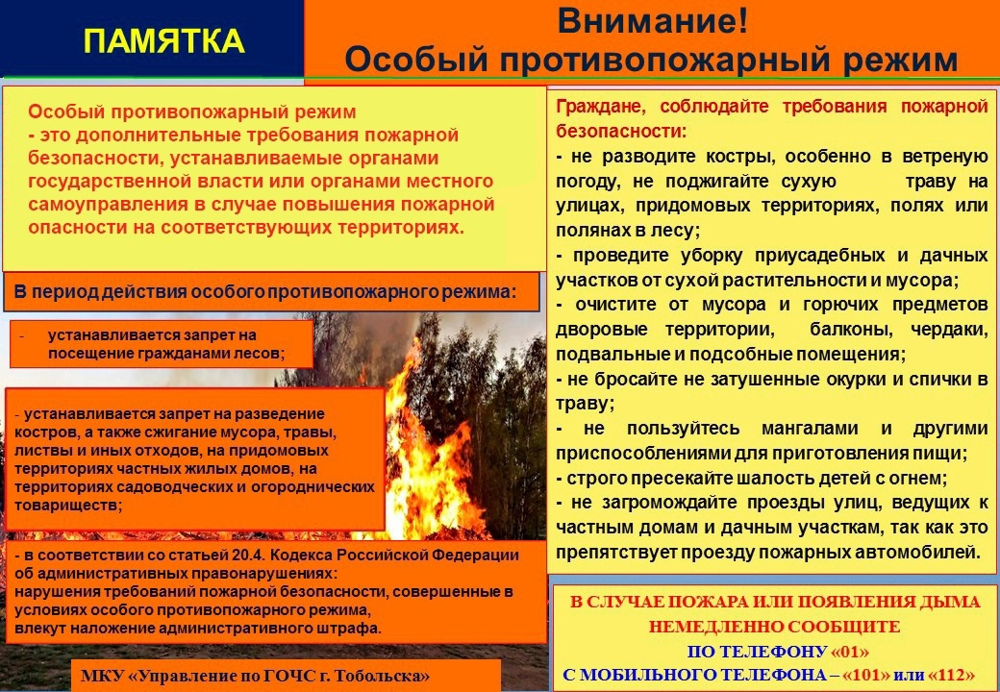 ПАМЯТКА
Внимание!
Особый противопожарный режим
Особый противопожарный режим
- это дополнительные требования пожарной
безопасности, устанавливаемые органами
государственной власти или органами местного
самоуправления в случае повышения пожарной
опасности на соответствующих территориях.
В период действия особого противопожарного режима:
- устанавливается запрет на
посещение гражданами лесов;
- устанавливается запрет на разведение
костров, а также сжигание мусора, травы,
листвы и иных отходов, на придомовых
территориях частных жилых домов, на
территориях садоводческих и огороднических
товариществ;
- в соответствии со статьей 20.4. Кодекса Российской Федерации
об административных правонарушениях:
нарушения требований пожарной безопасности, совершенные в
условиях особого противопожарного режима,
влекут наложение административного штрафа.
МКУ «Управление по ГОЧС г. Тобольска»
Граждане, соблюдайте требования пожарной
безопасности:
- не разводите костры, особенно в ветреную
погоду, не поджигайте сухую траву на
улицах, придомовых территориях, полях или
полянах в лесу;
- проведите уборку приусадебных и дачных
участков от сухой растительности и мусора;
- очистите от мусора и горючих предметов
дворовые территории, балконы, чердаки,
подвальные и подсобные помещения;
- не бросайте не затушенные окурки и спички в
траву;
- не пользуйтесь мангалами и другими
приспособлениями для приготовления пищи;
- строго пресекайте шалость детей с огнем;
- не загромождайте проезды улиц, ведущих к
частным домам и дачным участкам, так как это
препятствует проезду пожарных автомобилей.
В СЛУЧАЕ ПОЖАРА ИЛИ ПОЯВЛЕНИЯ ДЫМА
НЕМЕДЛЕННО СООБЩИТЕ
ПО ТЕЛЕФОНУ «01»
С МОБИЛЬНОГО ТЕЛЕФОНА – «101» или «112»